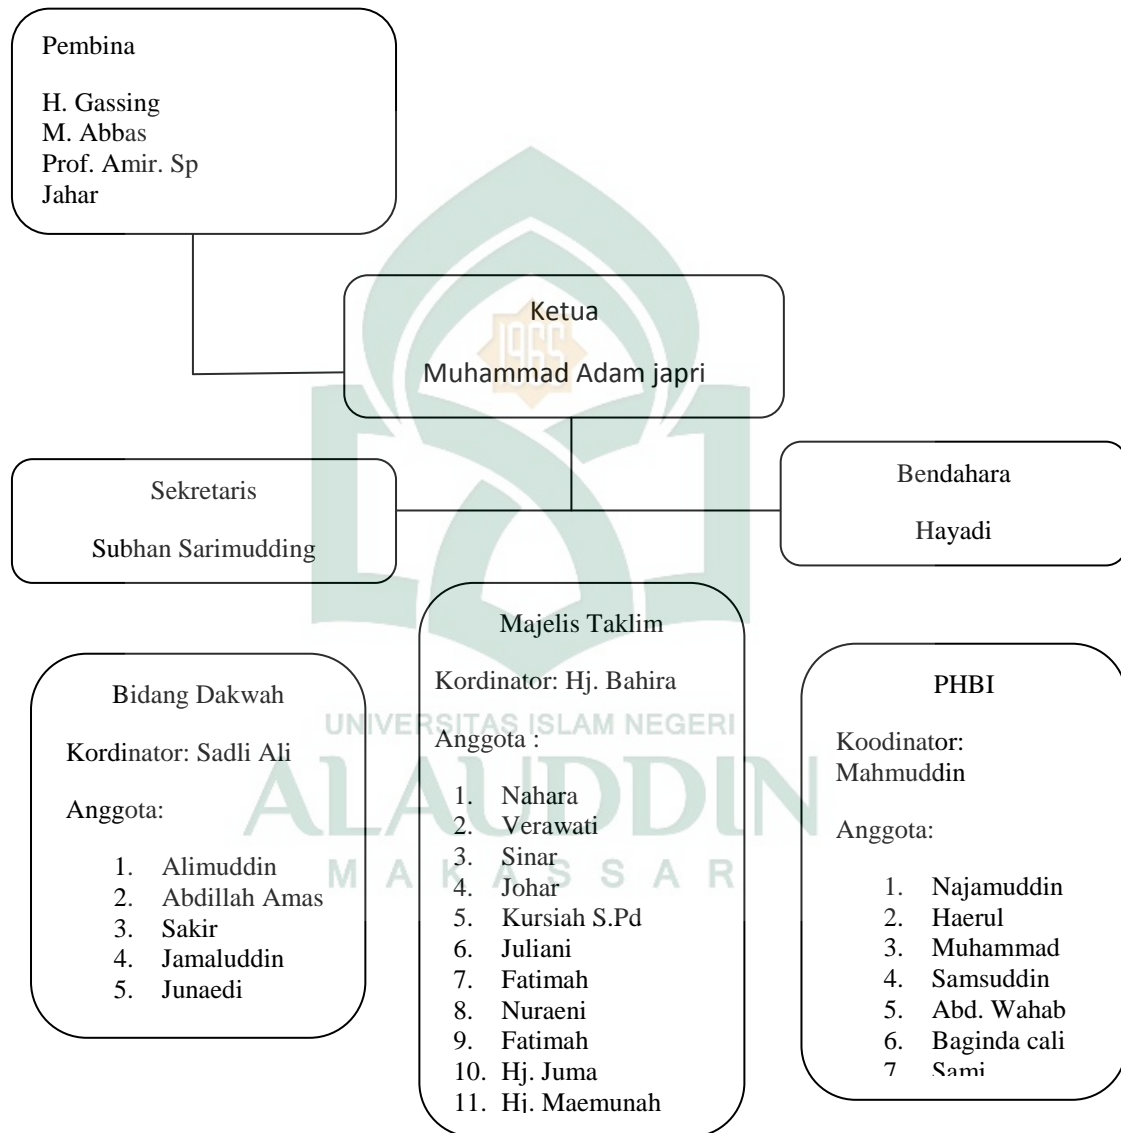 Pembina
H. Gassing
M. Abbas
Prof. Amir. Sp
Jahar
Ketua
1965
Muhammad Adam japri
Sekretaris
Subhan Sarimudding
Bendahara
Hayadi
Bidang Dakwah
Kordinator: Sadli Ali
Anggota:
1. Alimuddin
2. Abdillah Amas
3. Sakir
4. Jamaluddin
5. Junaedi
Majelis Taklim
Kordinator: Hj. Bahira
Anggota :
1. Nahara
2. Verawati
3. Sinar
4. Johar
5. Kursiah S.Pd
6. Juliani
7. Fatimah
8. Nuraeni
9. Fatimah
10. Hj. Juma
11. Hj. Maemunah
PHBI
Koodinator:
Mahmuddin
Anggota:
1. Najamuddin
2. Haerul
3. Muhammad
4. Samsuddin
5. Abd. Wahab
6. Baginda cali
7. Sami
UNIVERSITAS ISLAM NEGERI
ALAUDDIN
MAKASSAR